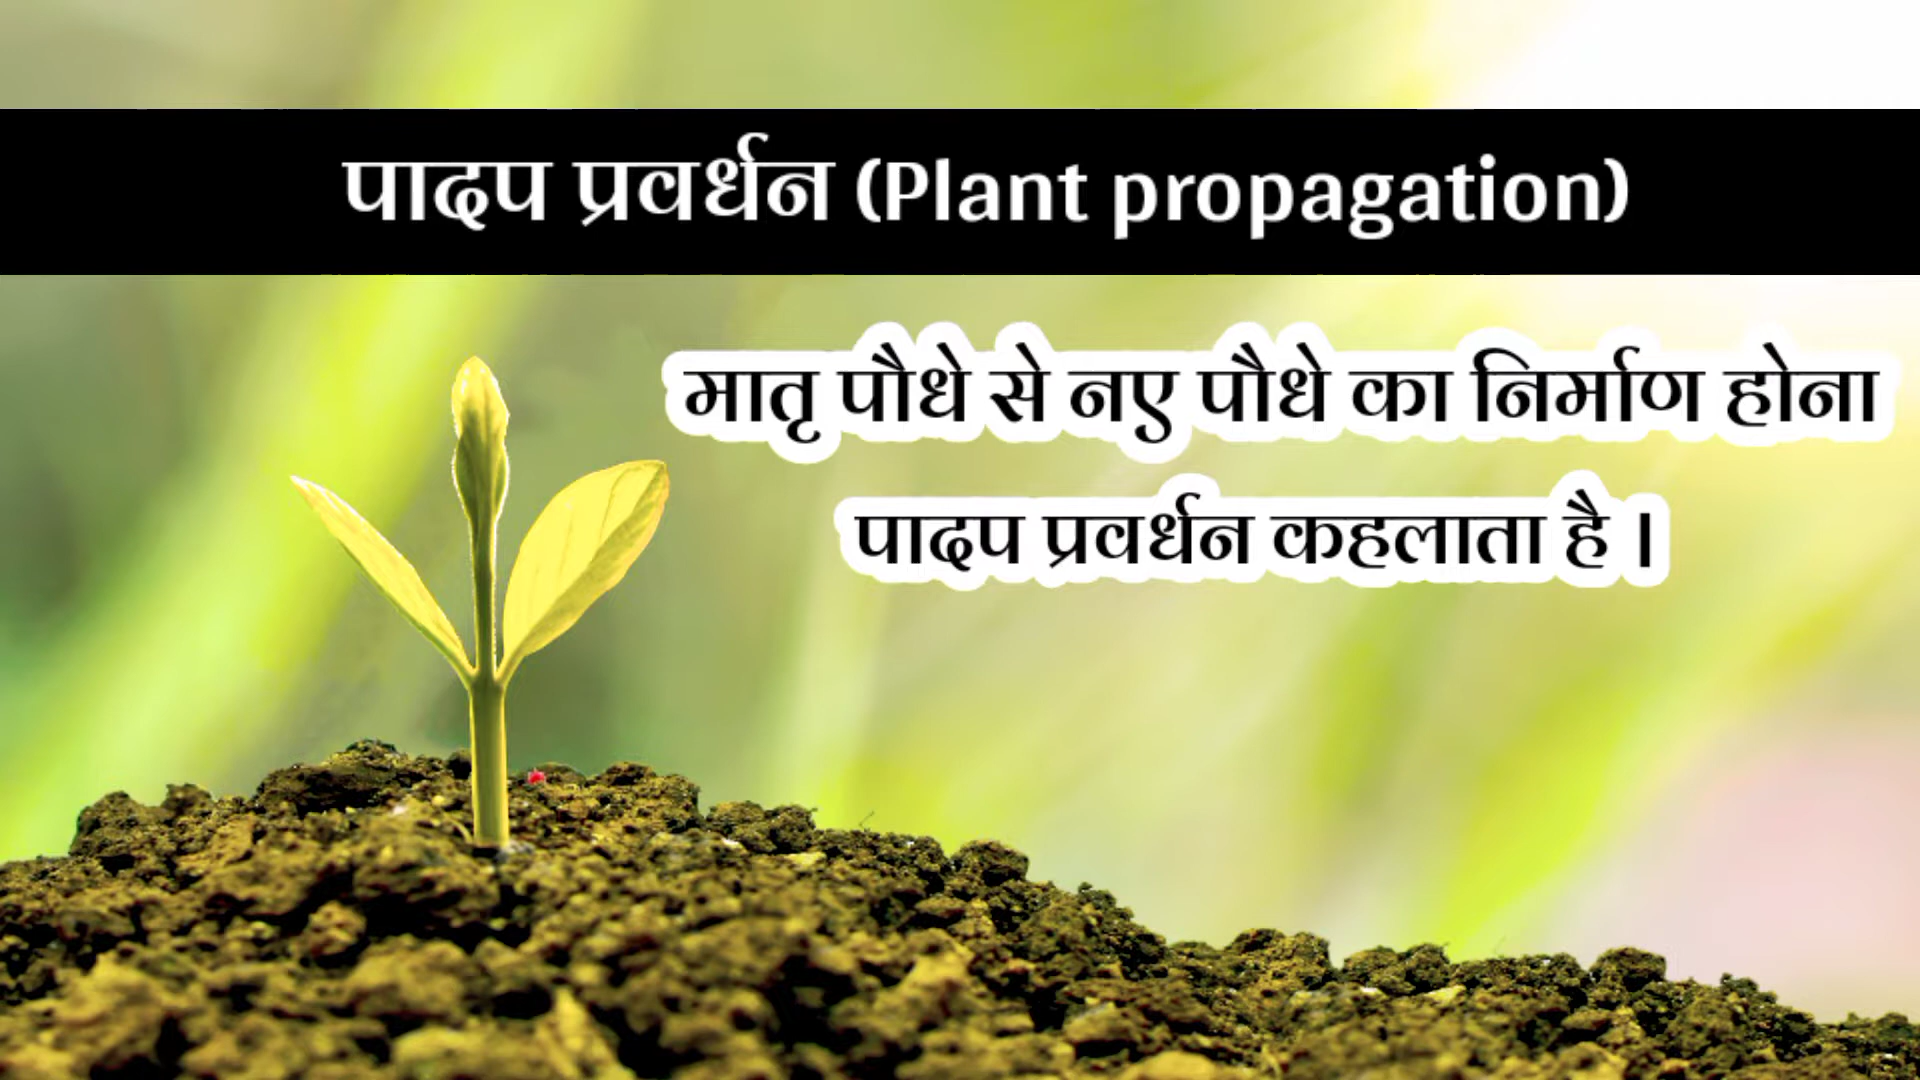 पादप प्रवर्धन (Plant propagation)
मातृ पौधे से नए पौधे का निर्माण होना
पादप प्रवर्धन कहलाता है ।